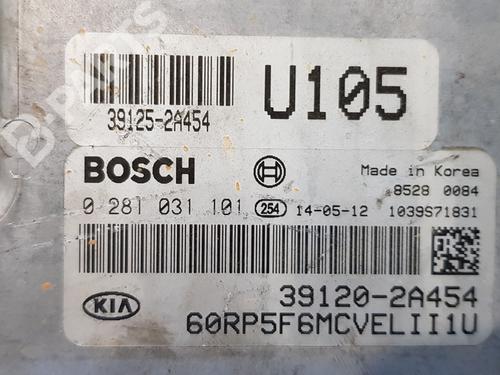 U105
39125-2A454
BOSCH
Made in Korea
8528 0084
0 281 031 101 254 14-05-12 1039S71831
39120-2A454
KIA
60RP5F6MCVELII1U
B-PARTS